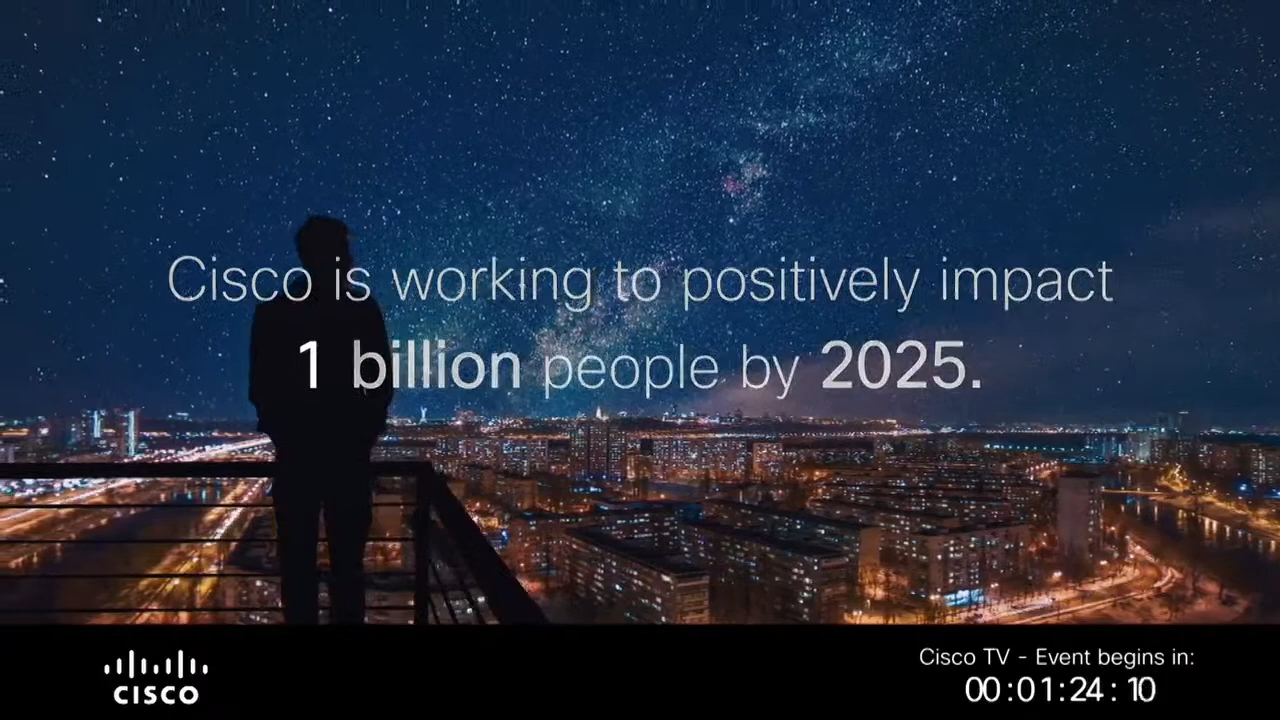 Cisco is working to positively impact
1 billion people by 2025.
CISCO
Cisco TV - Event begins in:
00:01:24:10